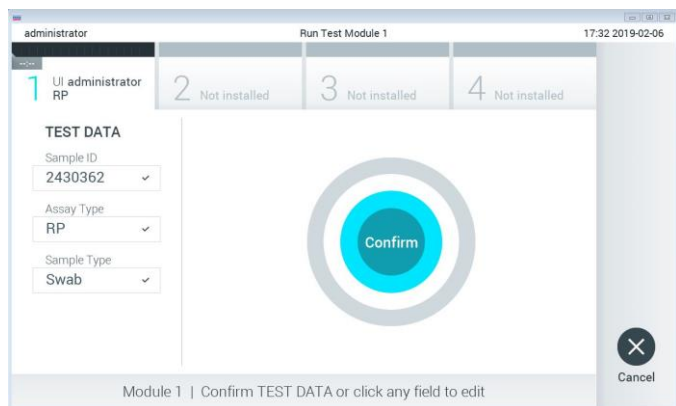 administrator
Run Test Module 1
17:32 2019-02-06
--:--
1 UI administrator
RP
2 Not installed
3 Not installed
4 Not installed
TEST DATA
Sample ID
2430362
Assay Type
RP
Sample Type
Swab
Confirm
Cancel
Module 1 | Confirm TEST DATA or click any field to edit